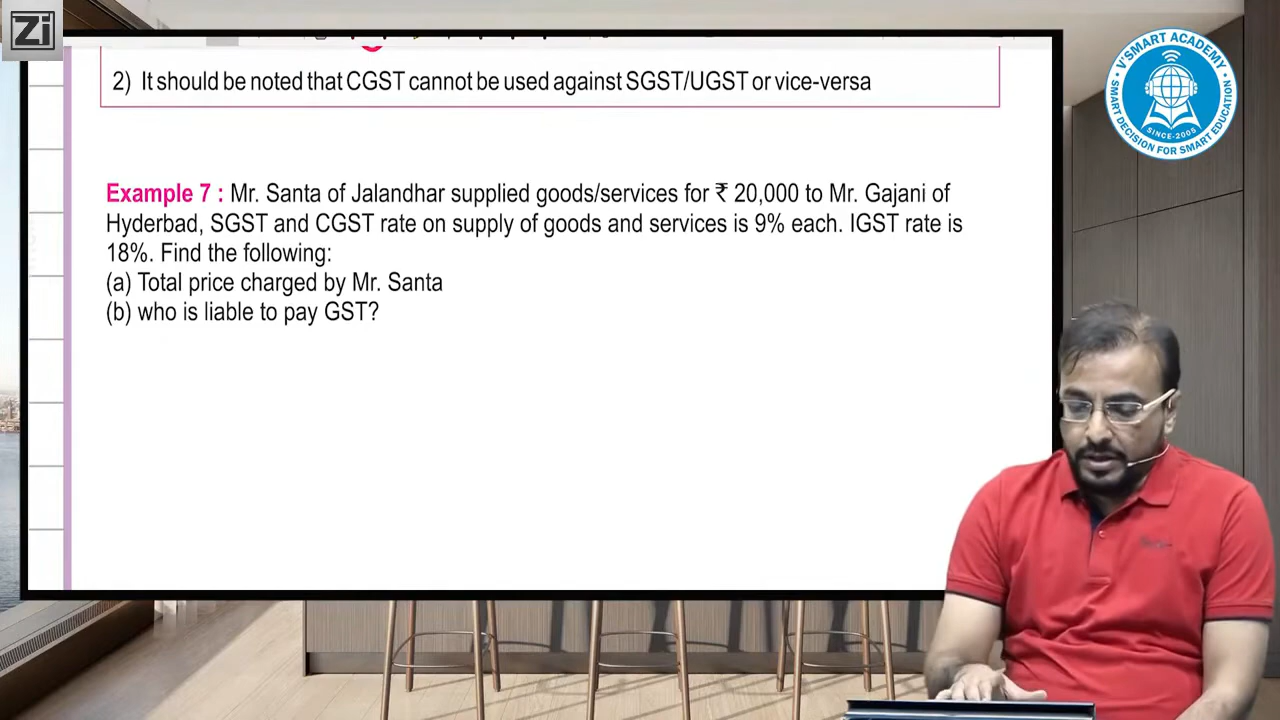 Zi
2) It should be noted that CGST cannot be used against SGST/UGST or vice-versa
V'SMART ACADEMY
SINCE-2005
SMART DECISION FOR SMART EDUCATION
Example 7 : Mr. Santa of Jalandhar supplied goods/services for ₹ 20,000 to Mr. Gajani of
Hyderbad, SGST and CGST rate on supply of goods and services is 9% each. IGST rate is
18%. Find the following:
(a) Total price charged by Mr. Santa
(b) who is liable to pay GST?